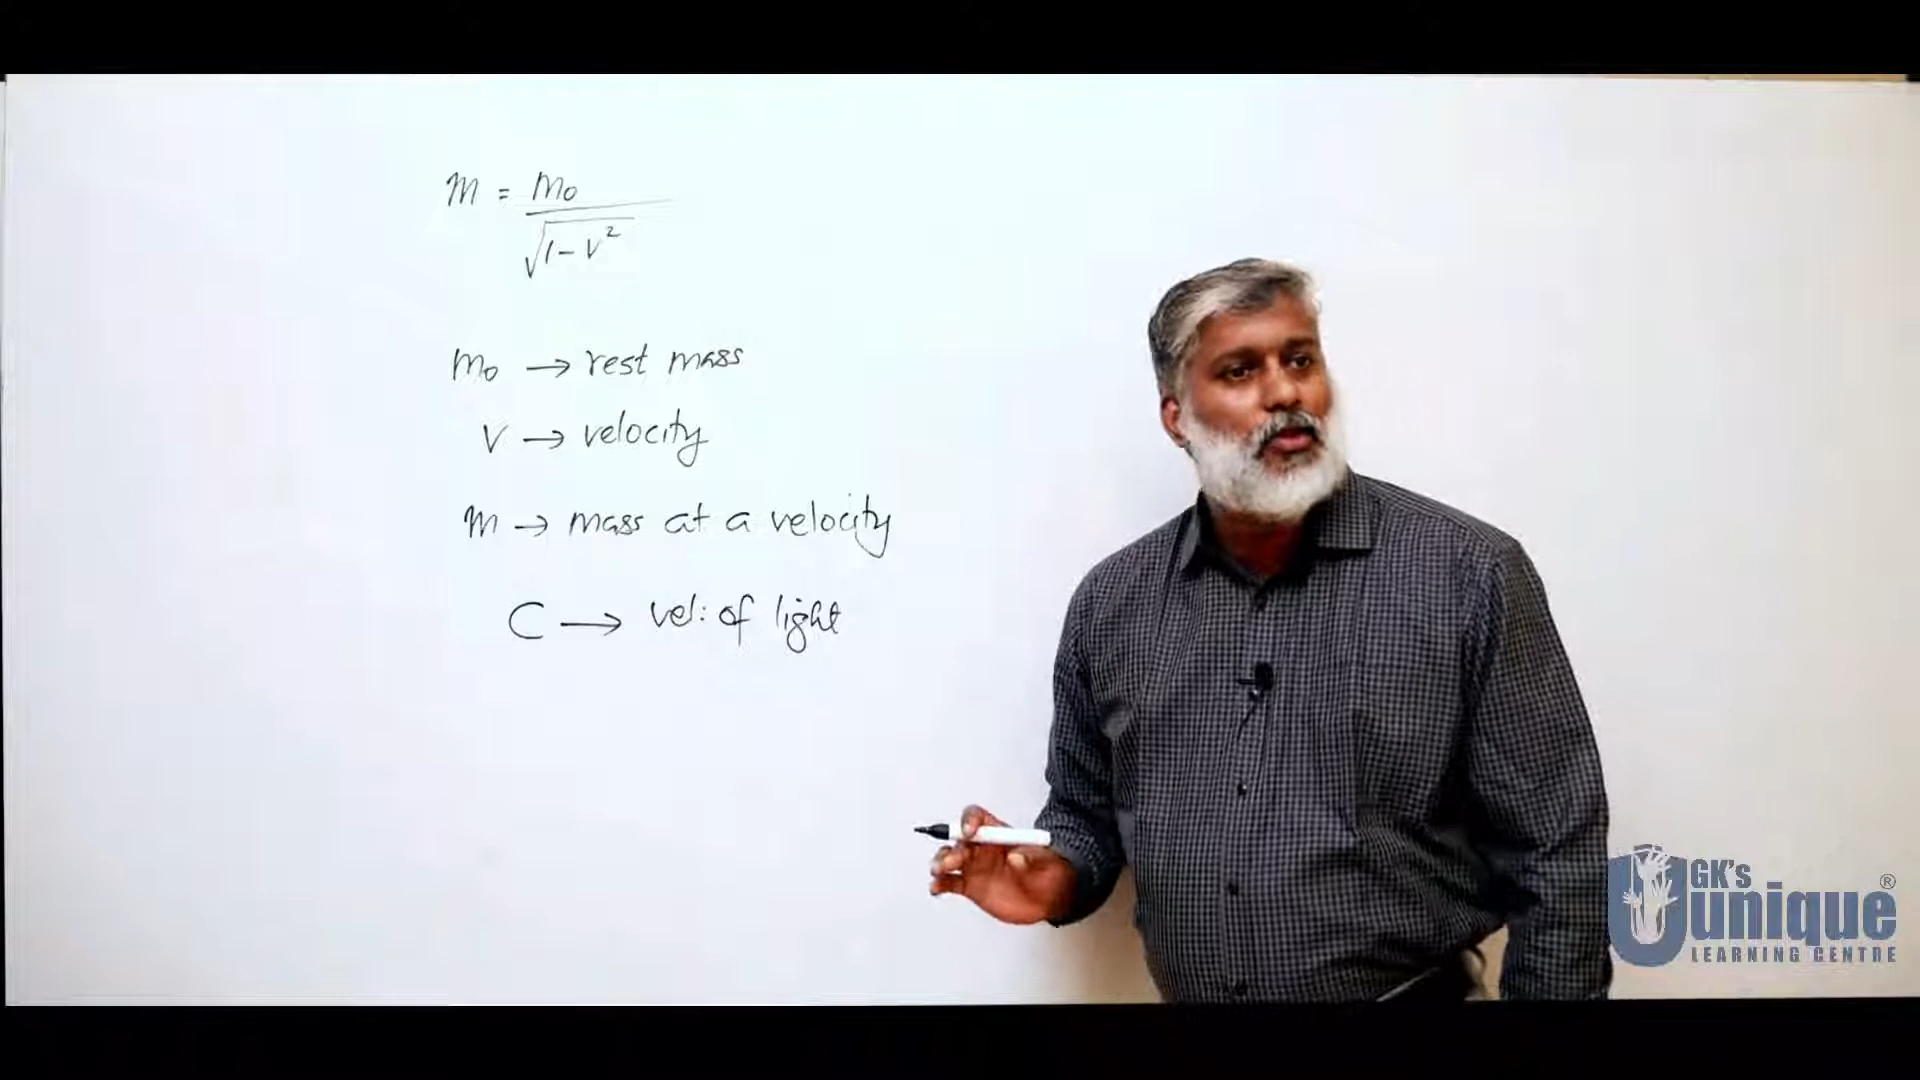 m = m₀
√1 - v²
m₀ → rest mass
v → velocity
m → mass at a velocity
C → vel: of light
GK's
unique®
LEARNING CENTRE